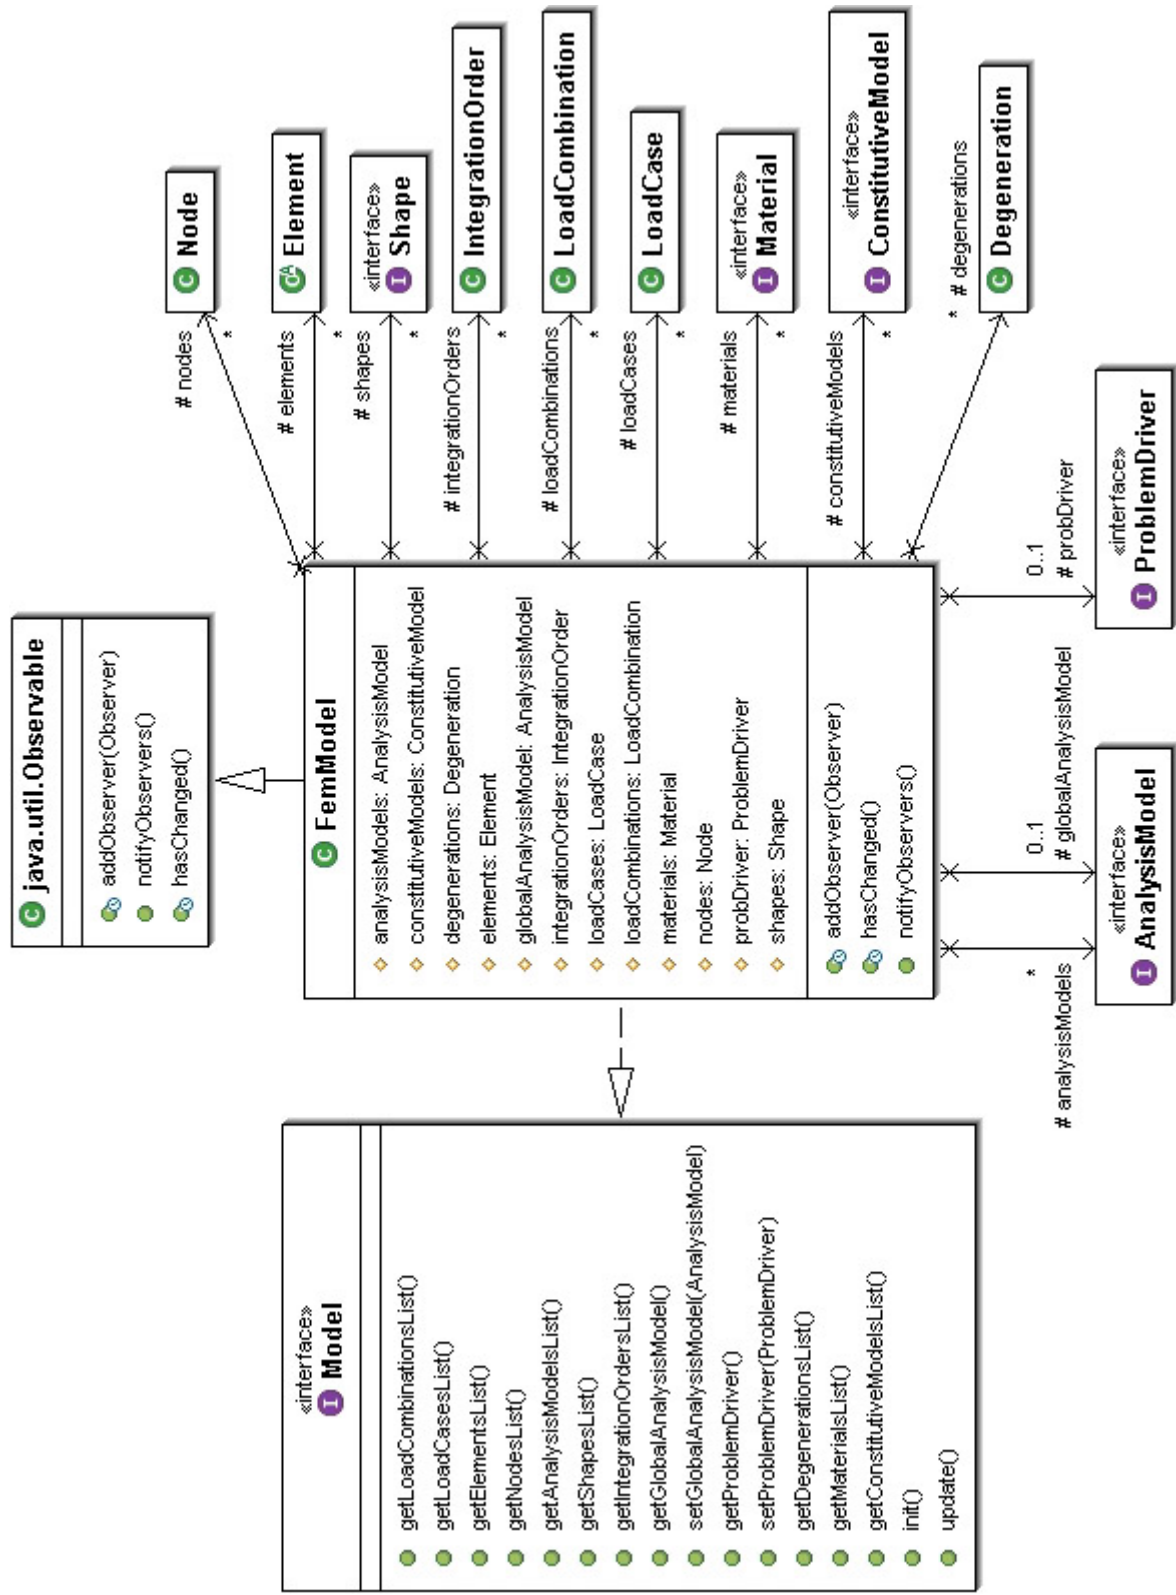 «interface»
I Model
getLoadCombinationsList()
getLoadCasesList()
getElementsList()
getNodesList()
getAnalysisModelsList()
getShapesList()
getIntegrationOrdersList()
getGlobalAnalysisModel()
setGlobalAnalysisModel(AnalysisModel)
getProblemDriver()
setProblemDriver(ProblemDriver)
getDegenerationsList()
getMaterialsList()
getConstitutiveModelsList()
init()
update()
C java.util.Observable
addObserver(Observer)
notifyObservers()
hasChanged()
C FemModel
analysisModels: AnalysisModel
constitutiveModels: ConstitutiveModel
degenerations: Degeneration
elements: Element
globalAnalysisModel: AnalysisModel
integrationOrders: IntegrationOrder
loadCases: LoadCase
loadCombinations: LoadCombination
materials: Material
nodes: Node
probDriver: ProblemDriver
shapes: Shape
addObserver(Observer)
hasChanged()
notifyObservers()
# nodes
*
C Node
# elements
*
C Element
# shapes
*
«interface»
I Shape
# integrationOrders
*
C IntegrationOrder
# loadCombinations
*
C LoadCombination
# loadCases
*
C LoadCase
# materials
*
«interface»
I Material
# constitutiveModels
*
«interface»
I ConstitutiveModel
* # degenerations
C Degeneration
*
# analysisModels
0..1
# globalAnalysisModel
«interface»
I AnalysisModel
0..1
# probDriver
«interface»
I ProblemDriver